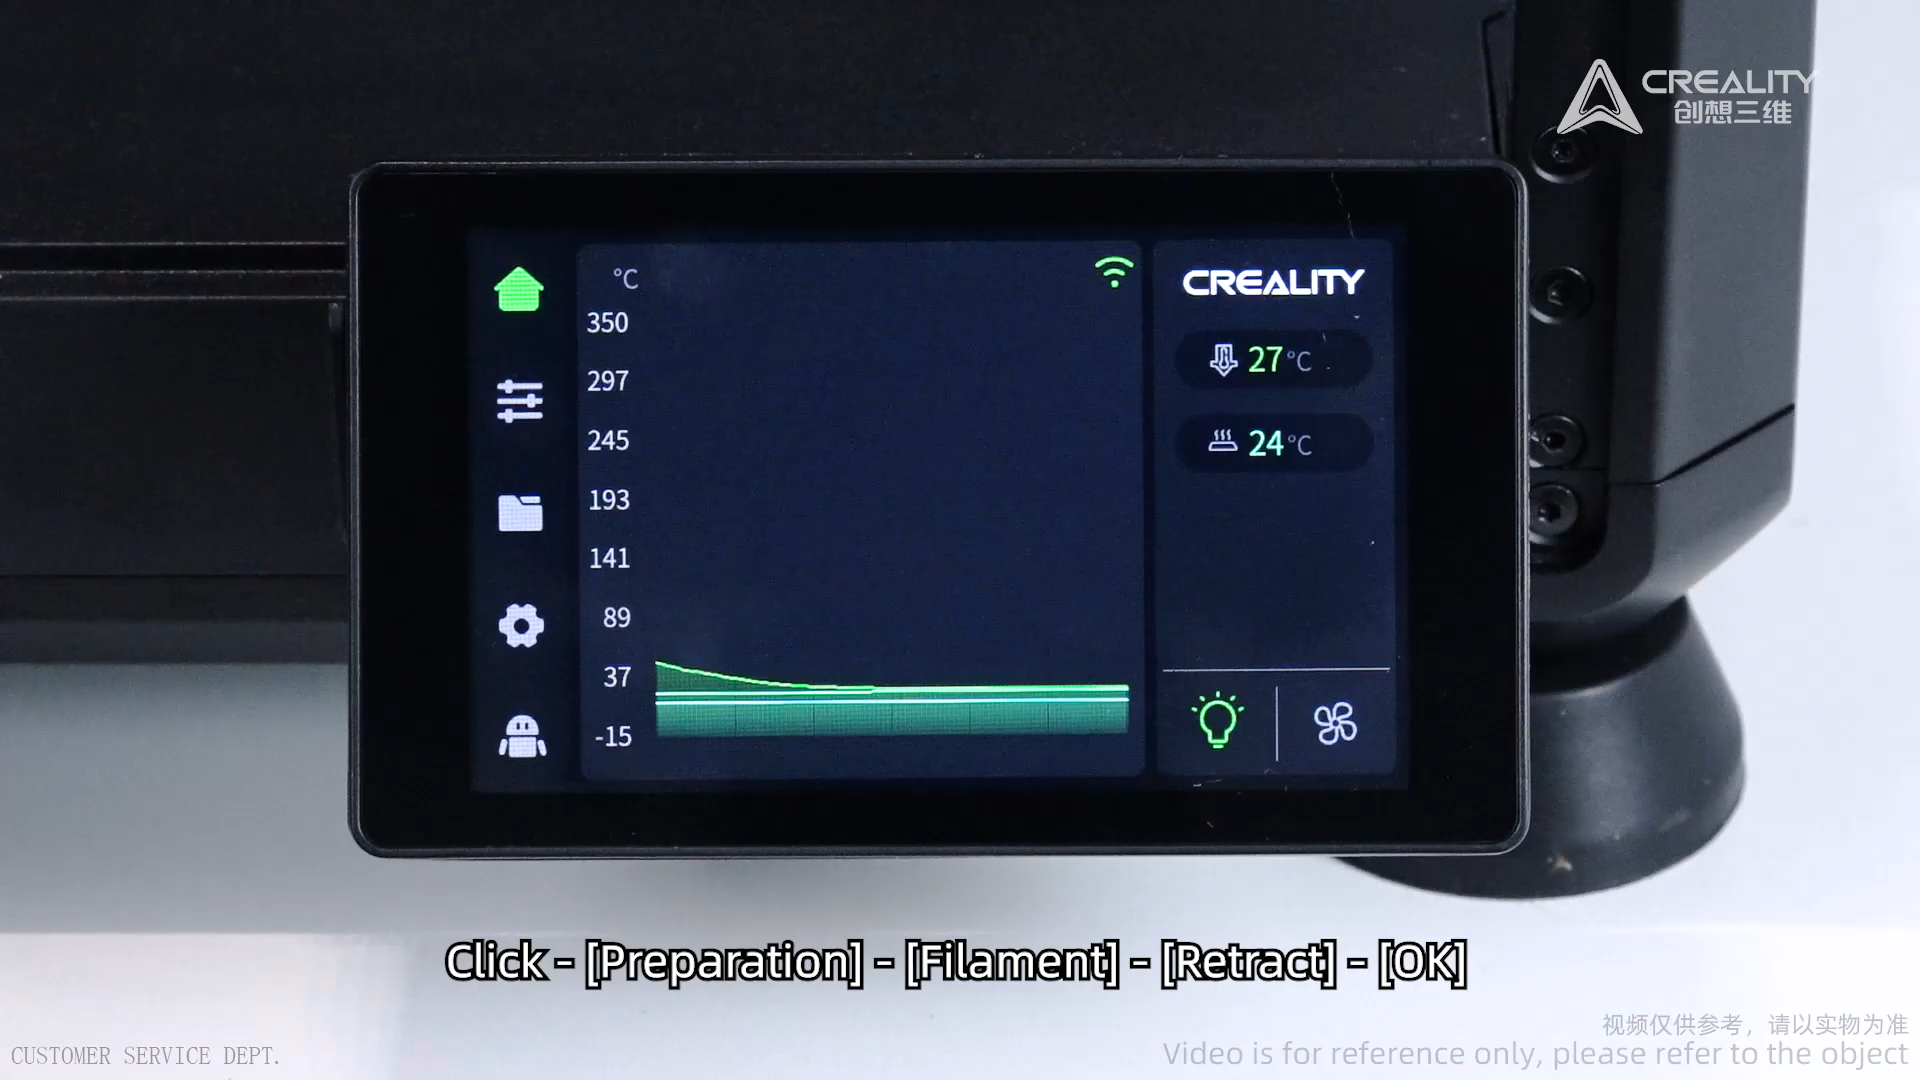 CREALITY
创想三维
°C
350
297
245
193
141
89
37
-15
CREALITY
27°C
24°C
Click - [Preparation] - [Filament] - [Retract] - [OK]
视频仅供参考，请以实物为准
CUSTOMER SERVICE DEPT.
Video is for reference only, please refer to the object